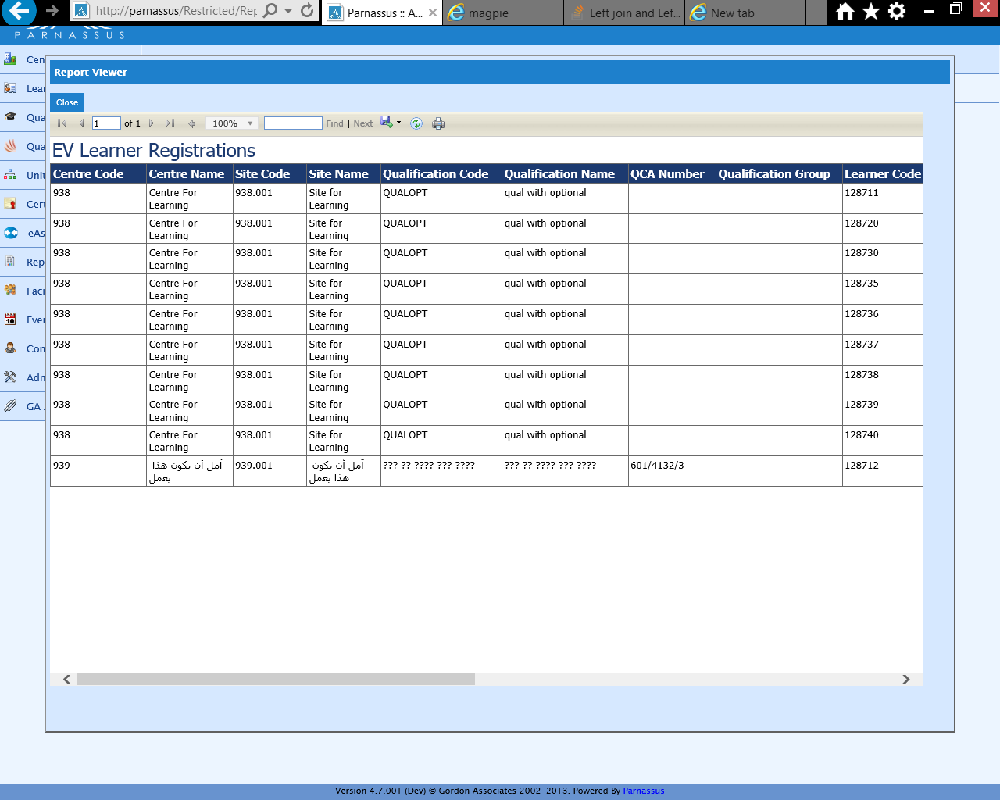 http://parnassus/Restricted/Rep
Parnassus :: A...
magpie
Left join and Lef...
New tab
PARNASSUS
Cen
Lear
Qua
Qua
Unit
Cert
eAs
Rep
Faci
Even
Con
Adn
GA
Report Viewer
Close
1 of 1 100% Find | Next
EV Learner Registrations
Centre Code Centre Name Site Code Site Name Qualification Code Qualification Name QCA Number Qualification Group Learner Code
938 Centre For Learning 938.001 Site for Learning QUALOPT qual with optional 128711
938 Centre For Learning 938.001 Site for Learning QUALOPT qual with optional 128720
938 Centre For Learning 938.001 Site for Learning QUALOPT qual with optional 128730
938 Centre For Learning 938.001 Site for Learning QUALOPT qual with optional 128735
938 Centre For Learning 938.001 Site for Learning QUALOPT qual with optional 128736
938 Centre For Learning 938.001 Site for Learning QUALOPT qual with optional 128737
938 Centre For Learning 938.001 Site for Learning QUALOPT qual with optional 128738
938 Centre For Learning 938.001 Site for Learning QUALOPT qual with optional 128739
938 Centre For Learning 938.001 Site for Learning QUALOPT qual with optional 128740
939 آمل أن يكون هذا يعمل 939.001 آمل أن يكون هذا يعمل ??? ?? ???? ??? ???? ??? ?? ???? ??? ???? 601/4132/3 128712
Version 4.7.001 (Dev) © Gordon Associates 2002-2013. Powered By Parnassus